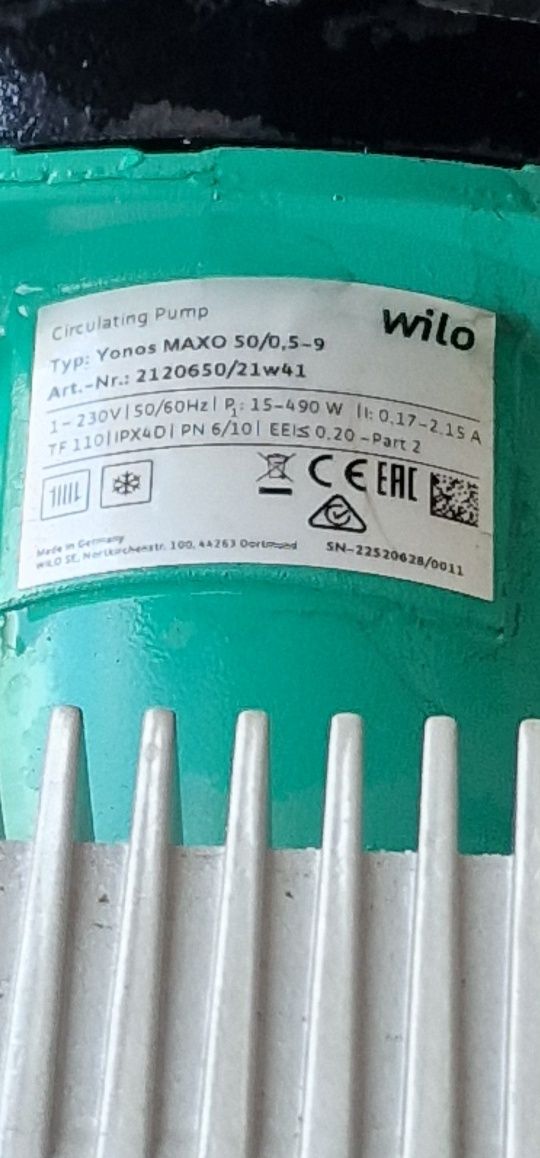 Circulating Pump
wilo
Typ: Yonos MAXO 50/0,5-9
Art.-Nr.: 2120650/21w41
1~230V | 50/60Hz | P₁: 15-490 W | I: 0,17-2,15 A
TF 110 | IPX4D | PN 6/10 | EEI≤ 0,20 -Part 2
CE EAC
Made in Germany
WILO SE, Nortkirchenstr. 100, 44263 Dortmund
SN-22520628/0011